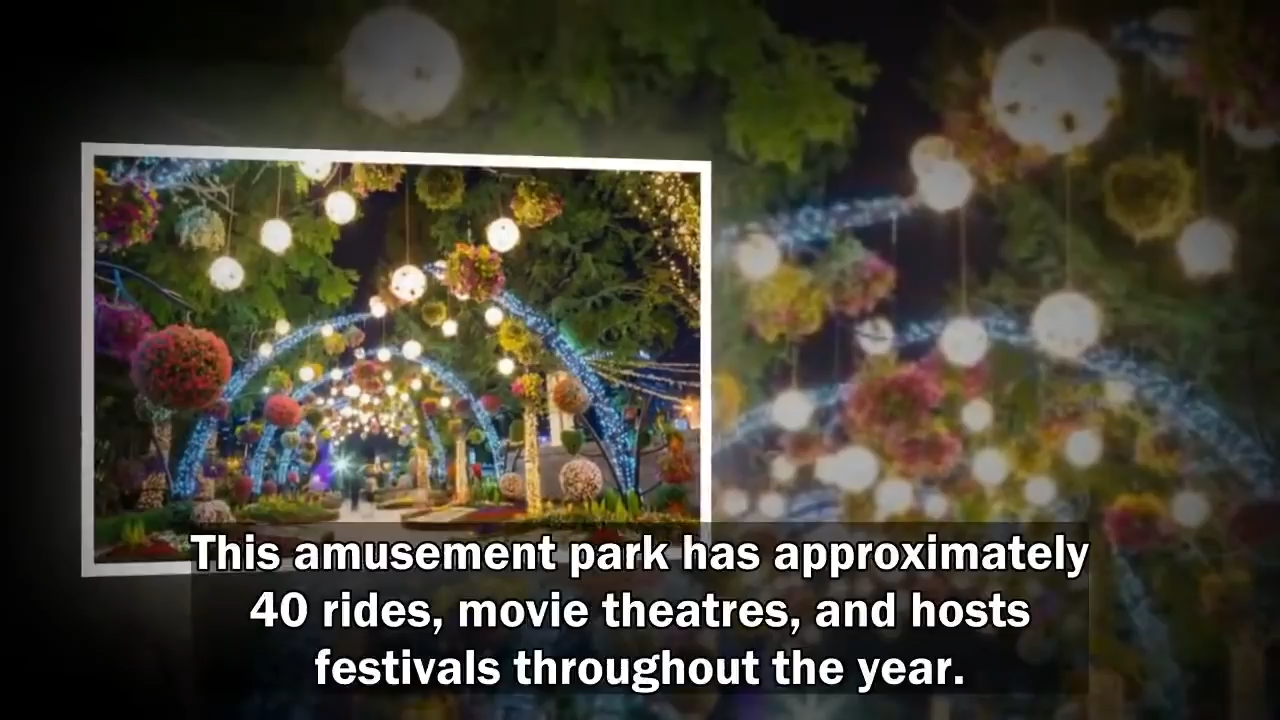 This amusement park has approximately
40 rides, movie theatres, and hosts
festivals throughout the year.